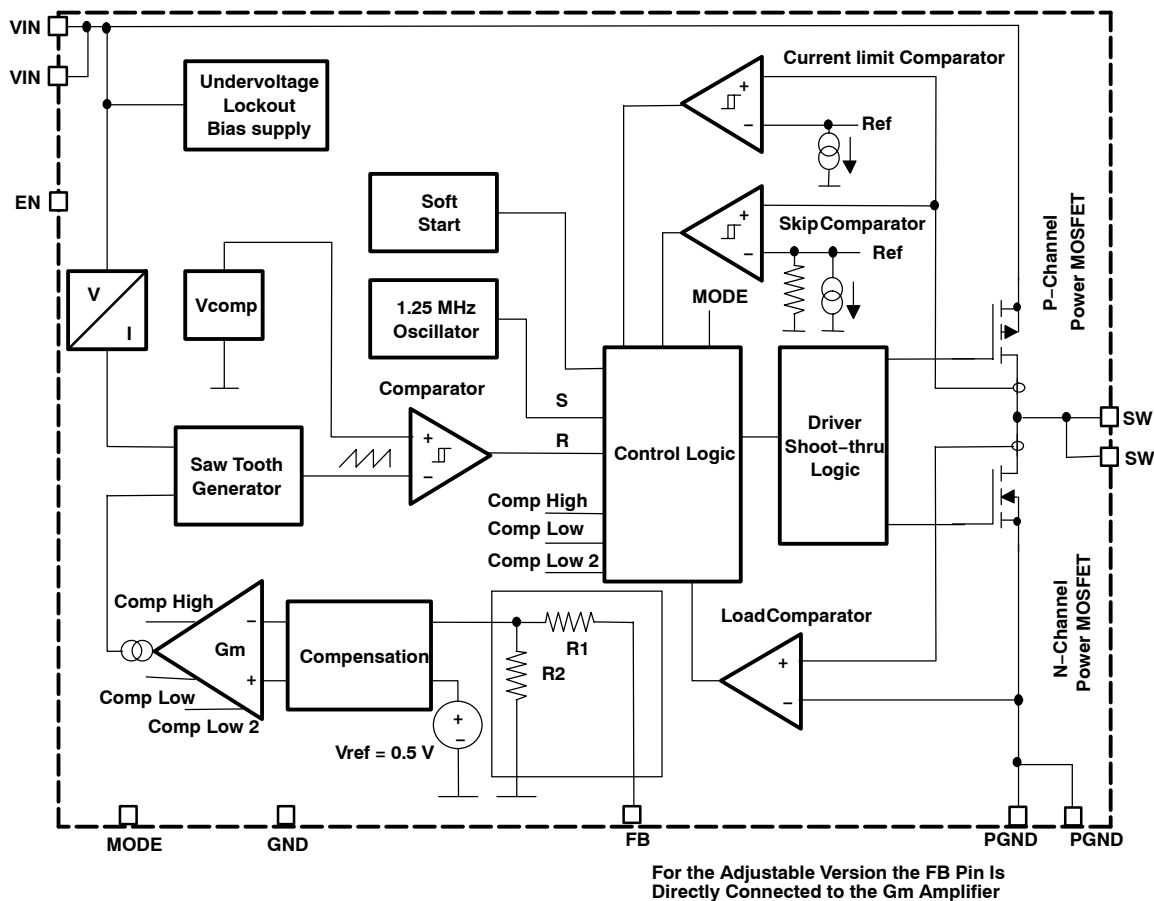 VIN
VIN
EN
Undervoltage
Lockout
Bias supply
V
I
Vcomp
Soft
Start
1.25 MHz
Oscillator
Comparator
+
−
Saw Tooth
Generator
Current limit Comparator
+
−
Ref
Skip Comparator
+
−
Ref
MODE
S
R
Control Logic
Comp High
Comp Low
Comp Low 2
Driver
Shoot−thru
Logic
P−Channel
Power MOSFET
SW
SW
N−Channel
Power MOSFET
Load Comparator
+
−
Comp High
Gm
−
+
Comp Low
Comp Low 2
Compensation
R1
R2
+
−
Vref = 0.5 V
MODE
GND
FB
PGND
PGND
For the Adjustable Version the FB Pin Is
Directly Connected to the Gm Amplifier